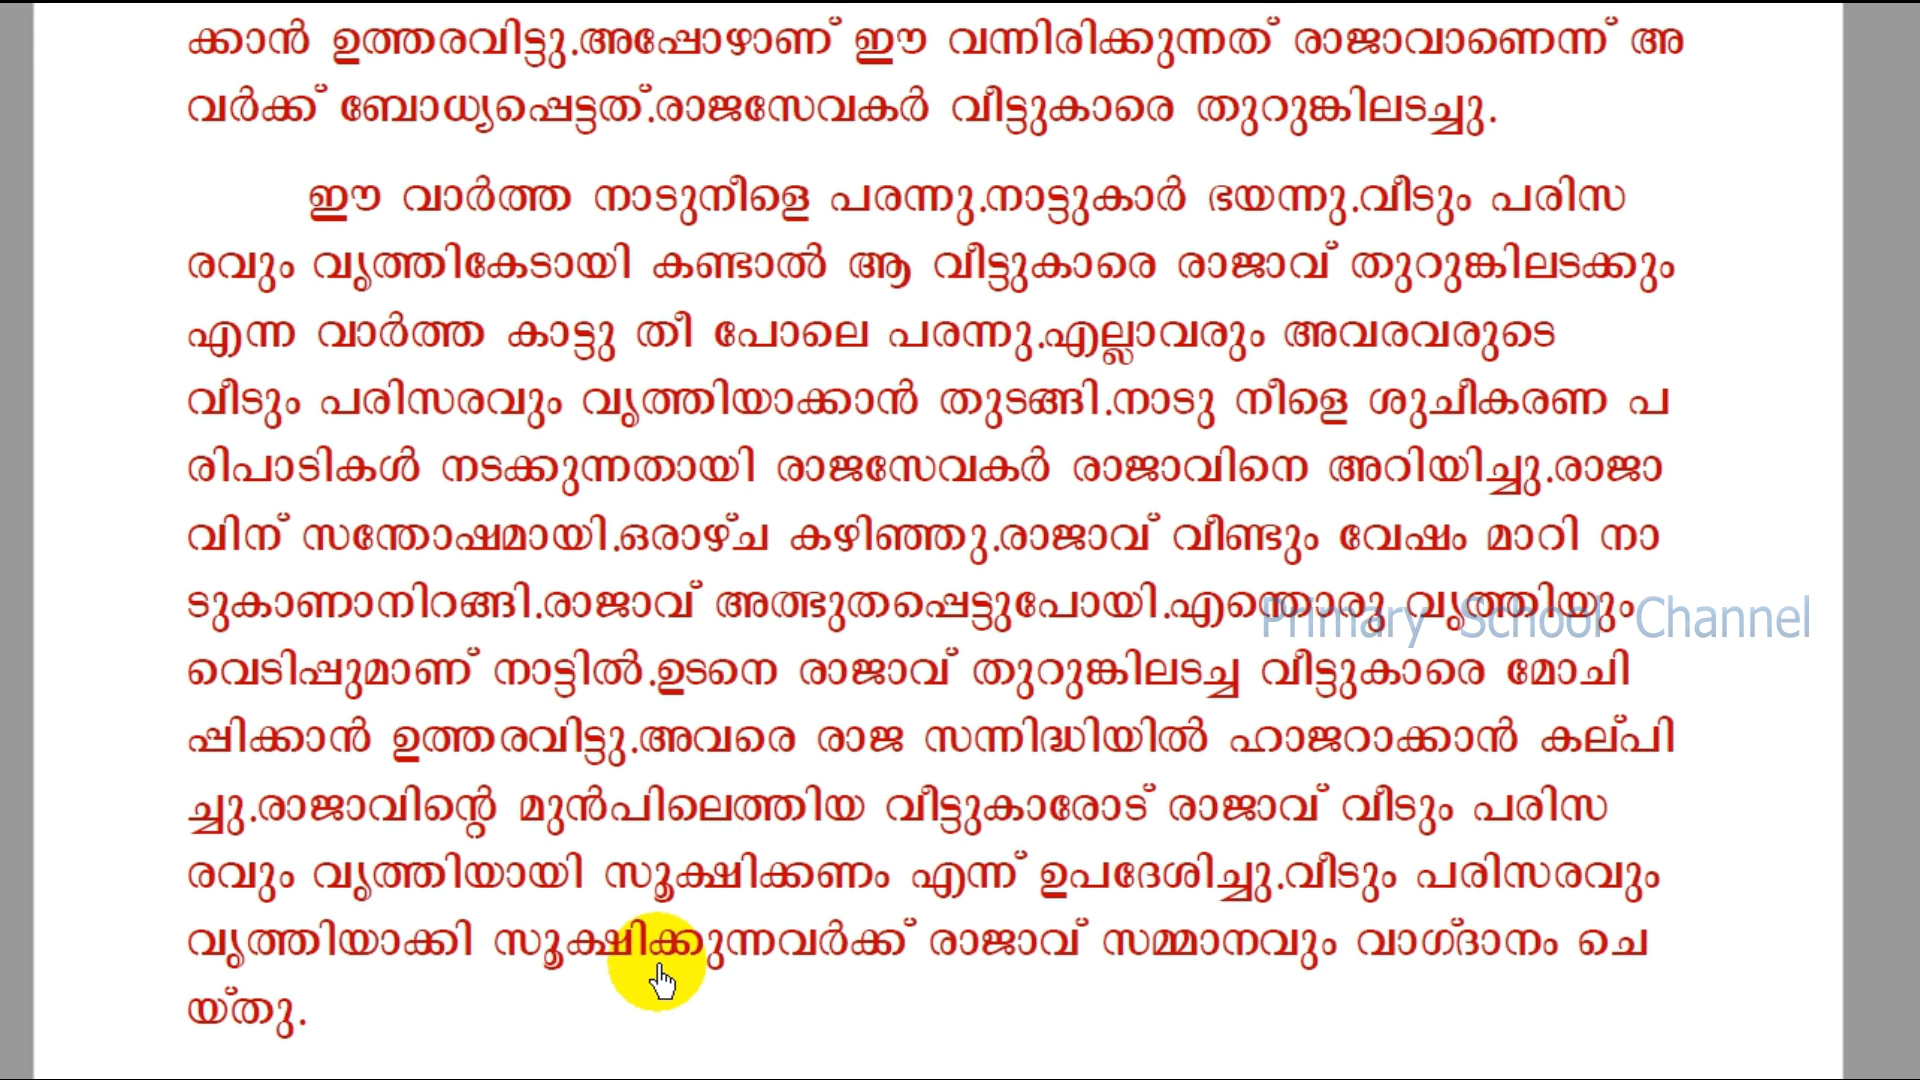 ക്കാൻ ഉത്തരവിട്ടു.അപ്പോഴാണ് ഈ വന്നിരിക്കുന്നത് രാജാവാണെന്ന് അ
വർക്ക് ബോധ്യപ്പെട്ടത്.രാജസേവകർ വീട്ടുകാരെ തുറുങ്കിലടച്ചു.
ഈ വാർത്ത നാടുനീളെ പരന്നു.നാട്ടുകാർ ഭയന്നു.വീടും പരിസ
രവും വൃത്തികേടായി കണ്ടാൽ ആ വീട്ടുകാരെ രാജാവ് തുറുങ്കിലടക്കും
എന്ന വാർത്ത കാട്ടു തീ പോലെ പരന്നു.എല്ലാവരും അവരവരുടെ
വീടും പരിസരവും വൃത്തിയാക്കാൻ തുടങ്ങി.നാടു നീളെ ശുചീകരണ പ
രിപാടികൾ നടക്കുന്നതായി രാജസേവകർ രാജാവിനെ അറിയിച്ചു.രാജാ
വിന് സന്തോഷമായി.ഒരാഴ്ച കഴിഞ്ഞു.രാജാവ് വീണ്ടും വേഷം മാറി നാ
ടുകാണാനിറങ്ങി.രാജാവ് അത്ഭുതപ്പെട്ടുപോയി.എന്തൊരു വൃത്തിയും
Primary School Channel
വെടിപ്പുമാണ് നാട്ടിൽ.ഉടനെ രാജാവ് തുറുങ്കിലടച്ച വീട്ടുകാരെ മോചി
പ്പിക്കാൻ ഉത്തരവിട്ടു.അവരെ രാജ സന്നിദ്ധിയിൽ ഹാജറാക്കാൻ കല്പി
ച്ചു.രാജാവിന്റെ മുൻപിലെത്തിയ വീട്ടുകാരോട് രാജാവ് വീടും പരിസ
രവും വൃത്തിയായി സൂക്ഷിക്കണം എന്ന് ഉപദേശിച്ചു.വീടും പരിസരവും
വൃത്തിയാക്കി സൂക്ഷിക്കുന്നവർക്ക് രാജാവ് സമ്മാനവും വാഗ്ദാനം ചെ
യ്തു.